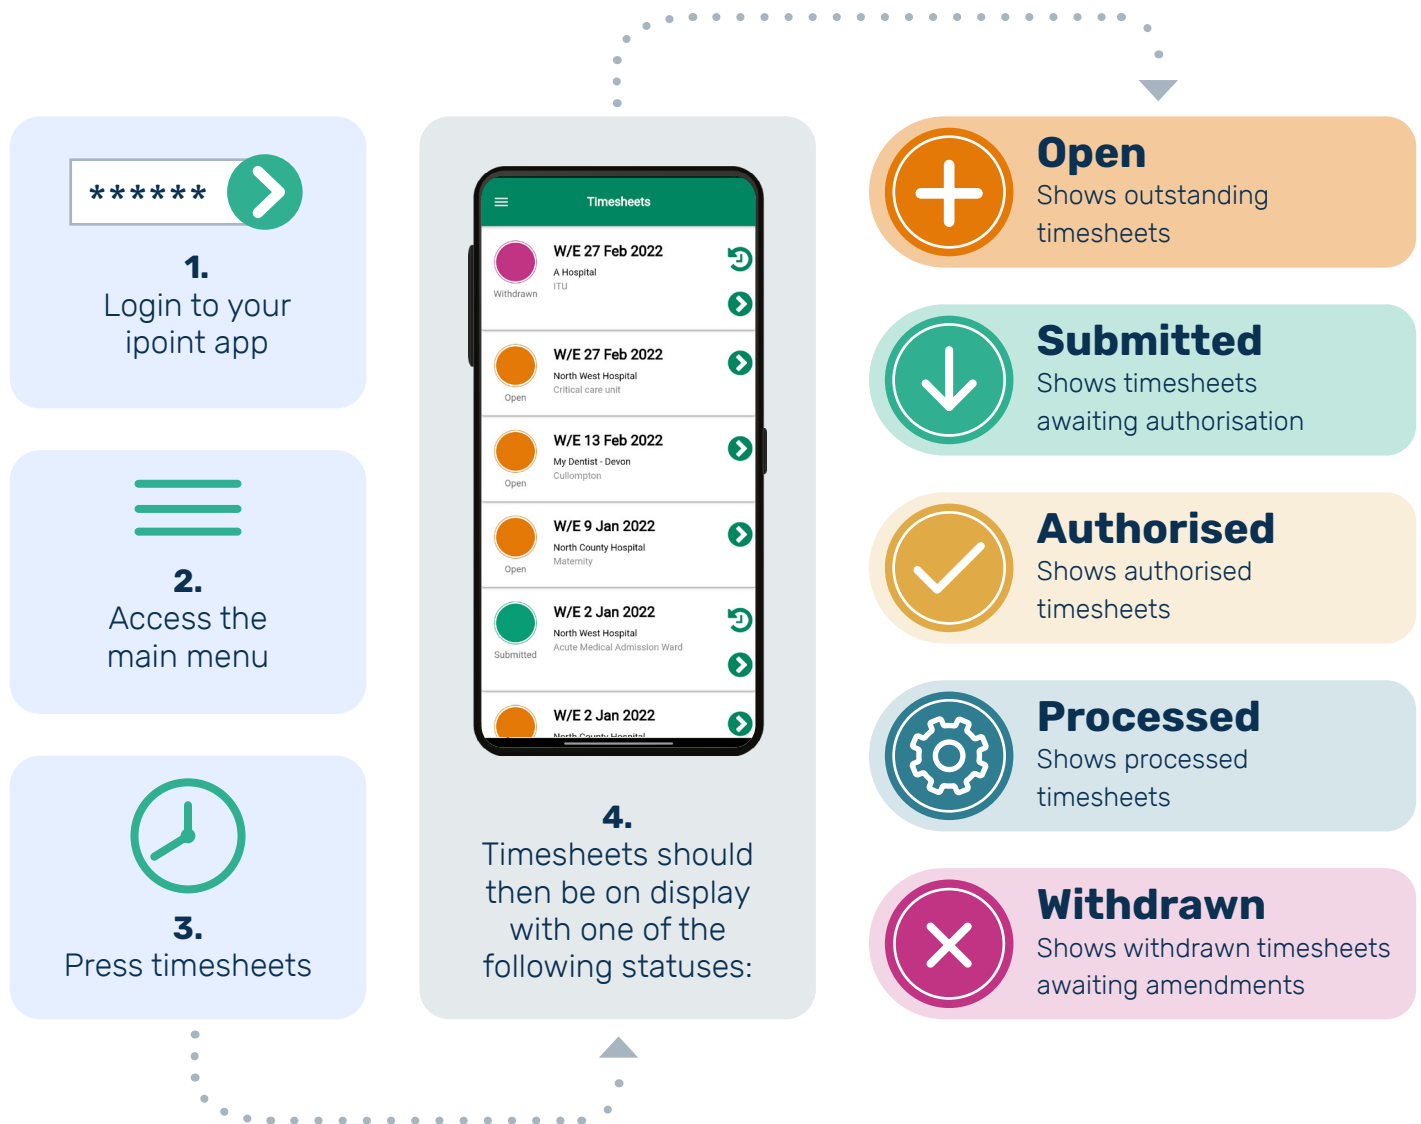 ******
1.
Login to your
ipoint app
2.
Access the
main menu
3.
Press timesheets
Timesheets
W/E 27 Feb 2022
A Hospital
ITU
Withdrawn
W/E 27 Feb 2022
North West Hospital
Critical care unit
Open
W/E 13 Feb 2022
My Dentist - Devon
Cullompton
Open
W/E 9 Jan 2022
North County Hospital
Maternity
Open
W/E 2 Jan 2022
North West Hospital
Acute Medical Admission Ward
Submitted
W/E 2 Jan 2022
North County Hospital
4.
Timesheets should
then be on display
with one of the
following statuses:
Open
Shows outstanding
timesheets
Submitted
Shows timesheets
awaiting authorisation
Authorised
Shows authorised
timesheets
Processed
Shows processed
timesheets
Withdrawn
Shows withdrawn timesheets
awaiting amendments